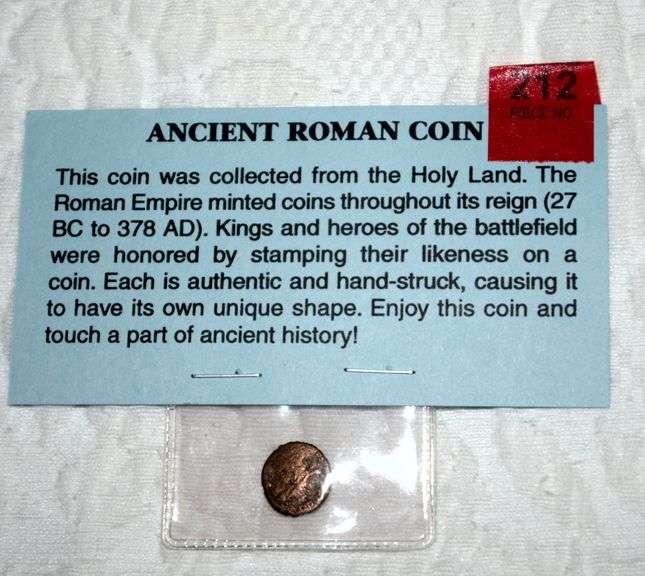 212
PIECE NO.
ANCIENT ROMAN COIN
This coin was collected from the Holy Land. The
Roman Empire minted coins throughout its reign (27
BC to 378 AD). Kings and heroes of the battlefield
were honored by stamping their likeness on a
coin. Each is authentic and hand-struck, causing it
to have its own unique shape. Enjoy this coin and
touch a part of ancient history!